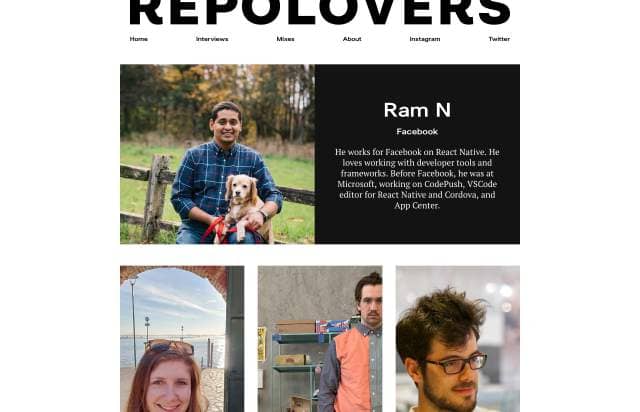 REPOLOVERS
Home Interviews Mixes About Instagram Twitter
Ram N
Facebook
He works for Facebook on React Native. He
loves working with developer tools and
frameworks. Before Facebook, he was at
Microsoft, working on CodePush, VSCode
editor for React Native and Cordova, and
App Center.